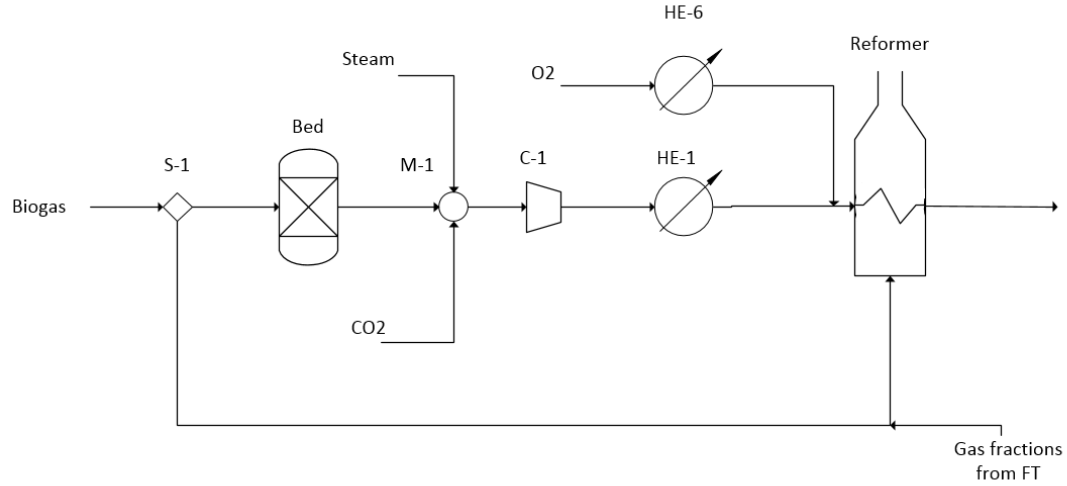 HE-6
Steam
Reformer
O2
Bed
S-1
M-1
C-1
HE-1
Biogas
CO2
Gas fractions
from FT